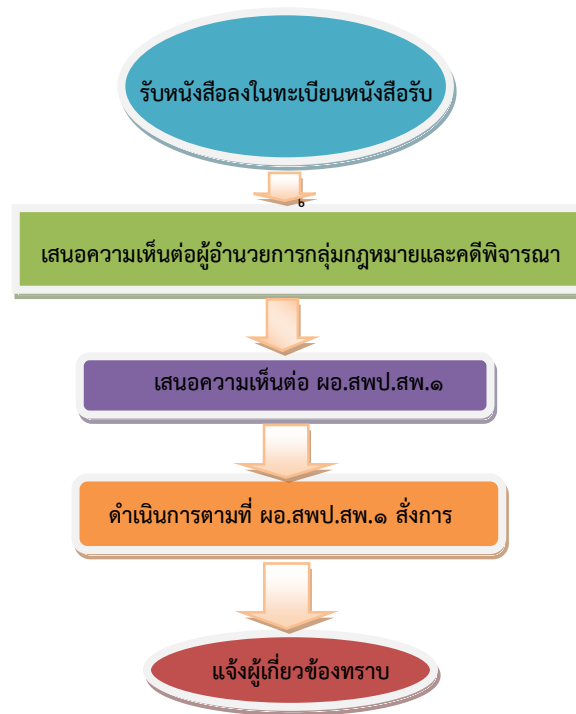 รับหนังสือลงในทะเบียนหนังสือรับ
เสนอความเห็นต่อผู้อำนวยการกลุ่มกฎหมายและคดีพิจารณา
เสนอความเห็นต่อ ผอ.สพป.สพ.๑
ดำเนินการตามที่ ผอ.สพป.สพ.๑ สั่งการ
แจ้งผู้เกี่ยวข้องทราบ